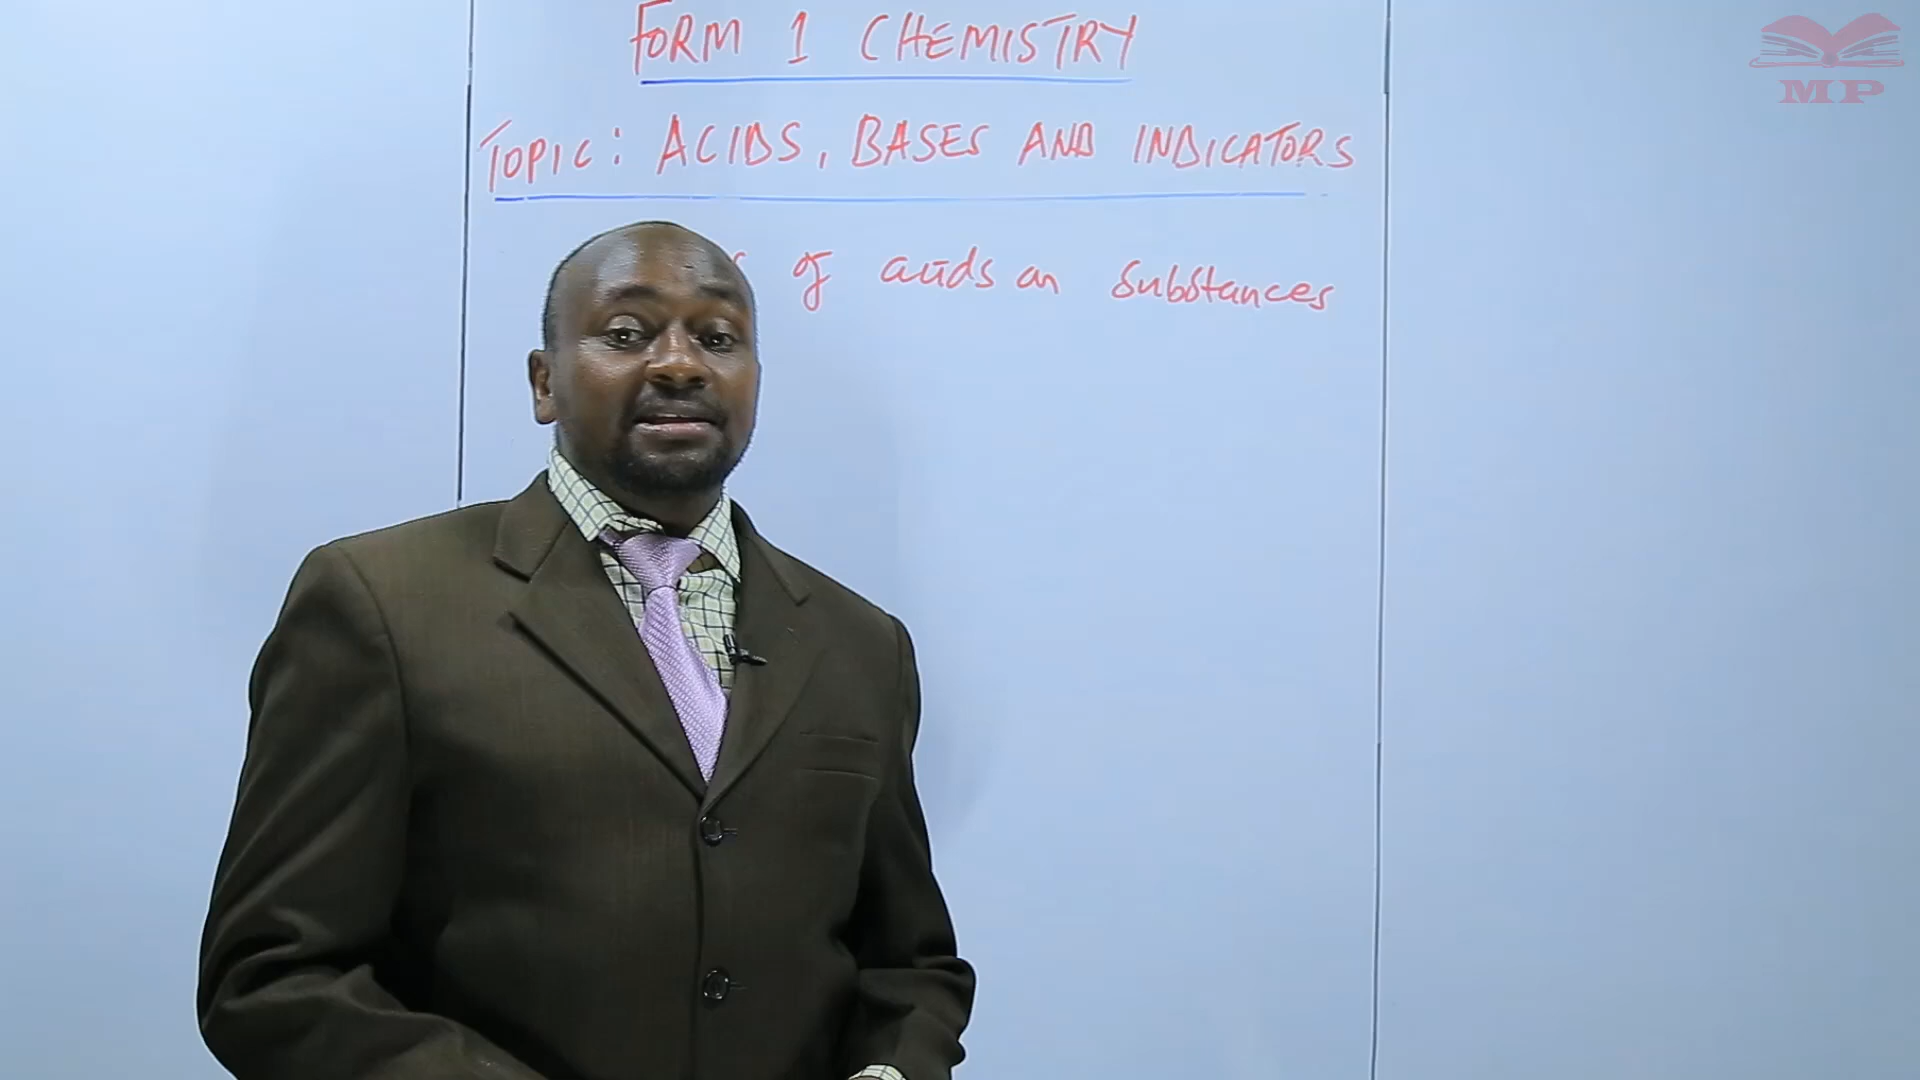 FORM 1 CHEMISTRY
TOPIC: ACIDS, BASES AND INDICATORS
of acids on substances
MP